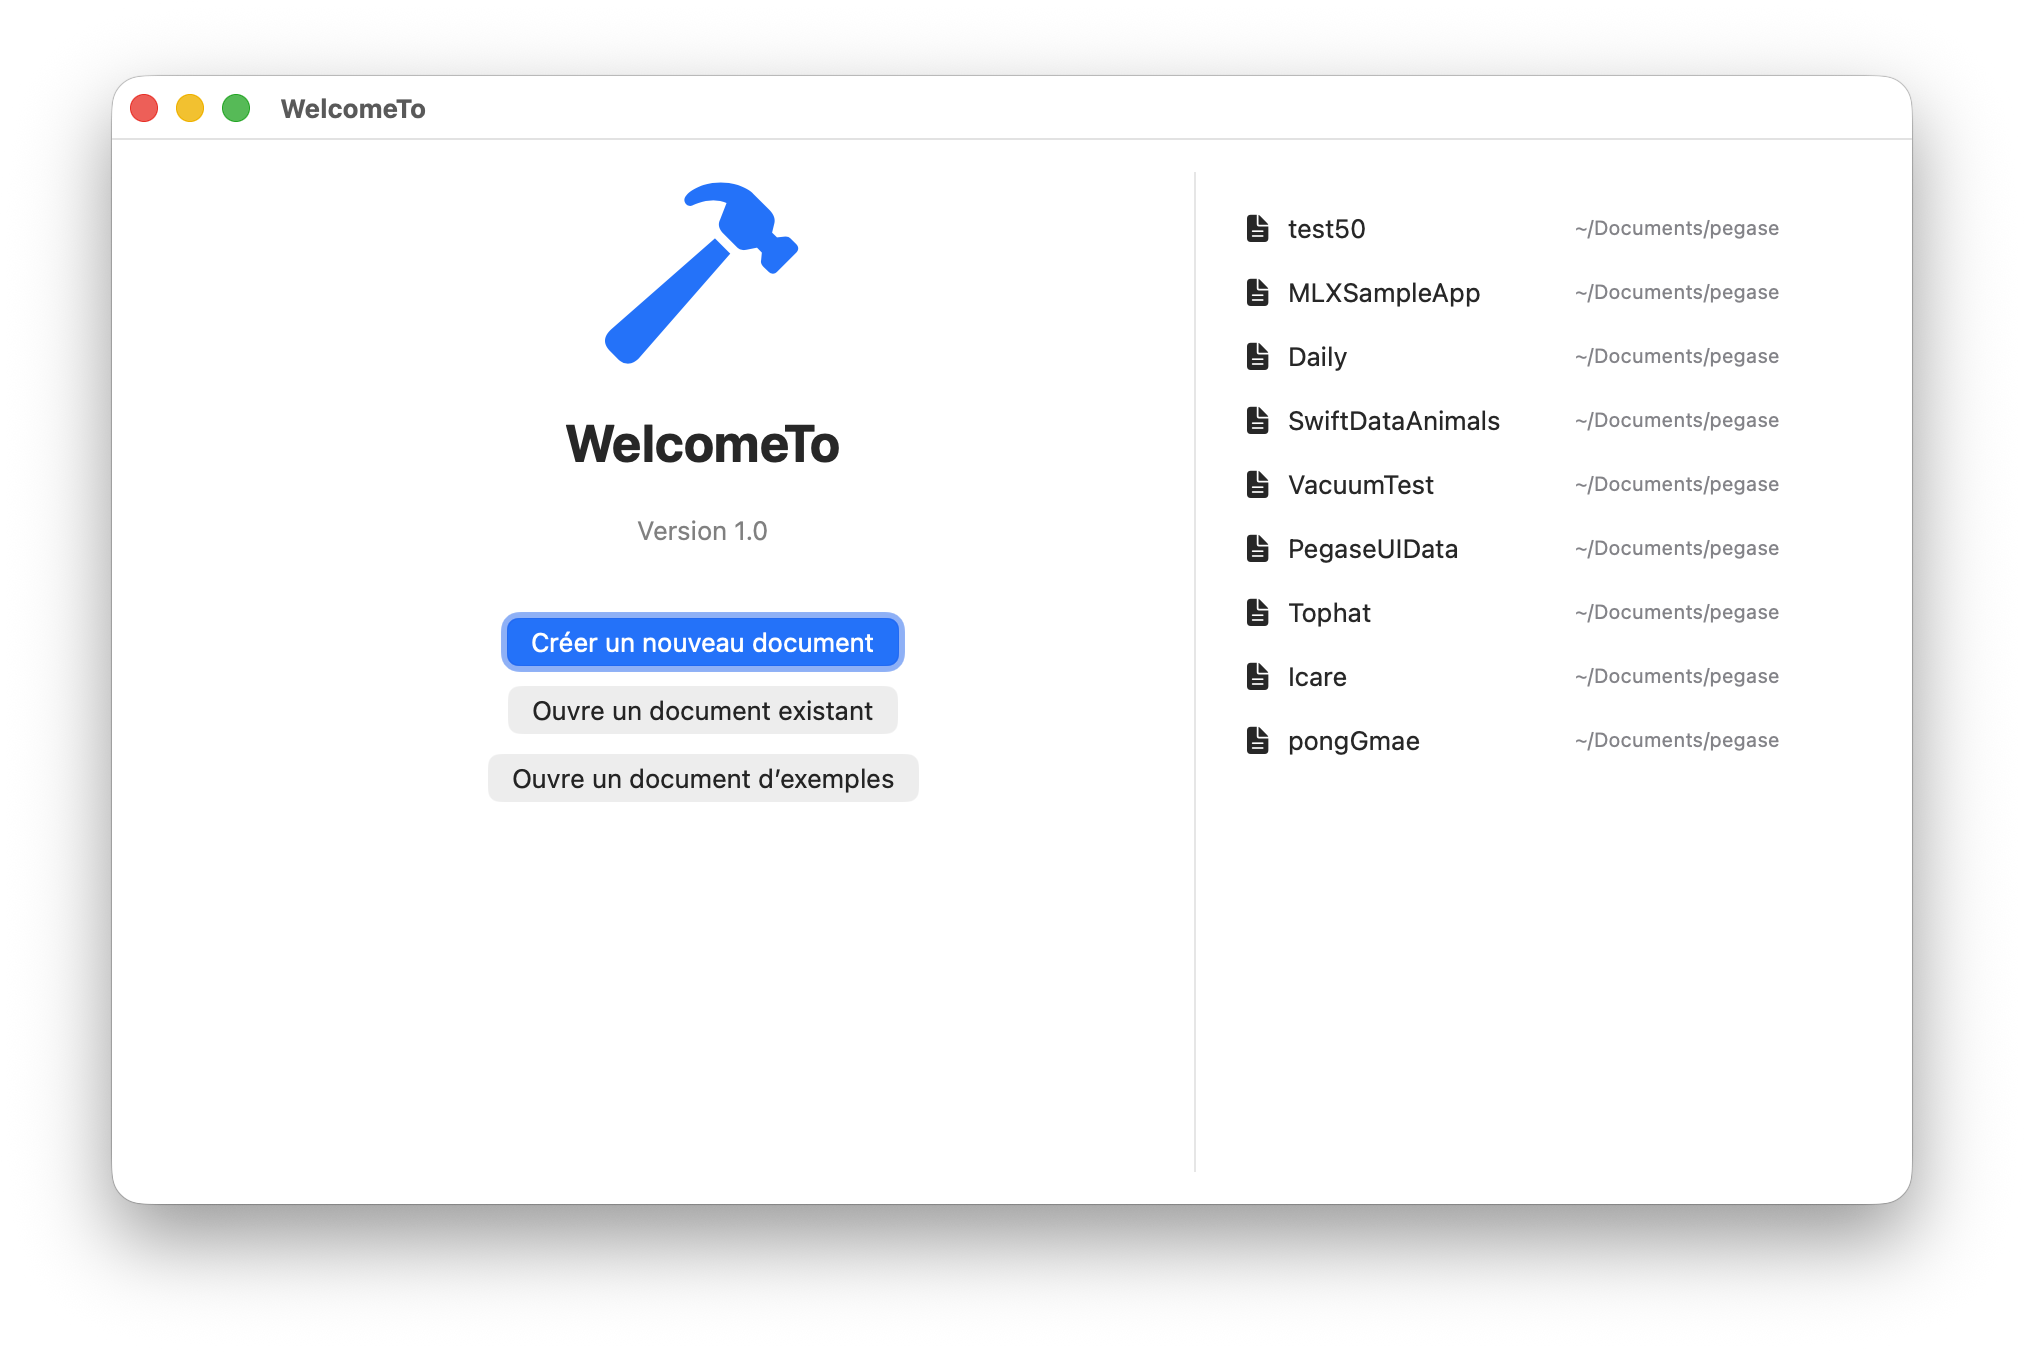 WelcomeTo
WelcomeTo
Version 1.0
Créer un nouveau document
Ouvre un document existant
Ouvre un document d’exemples
test50 ~/Documents/pegase
MLXSampleApp ~/Documents/pegase
Daily ~/Documents/pegase
SwiftDataAnimals ~/Documents/pegase
VacuumTest ~/Documents/pegase
PegaseUIData ~/Documents/pegase
Tophat ~/Documents/pegase
Icare ~/Documents/pegase
pongGmae ~/Documents/pegase